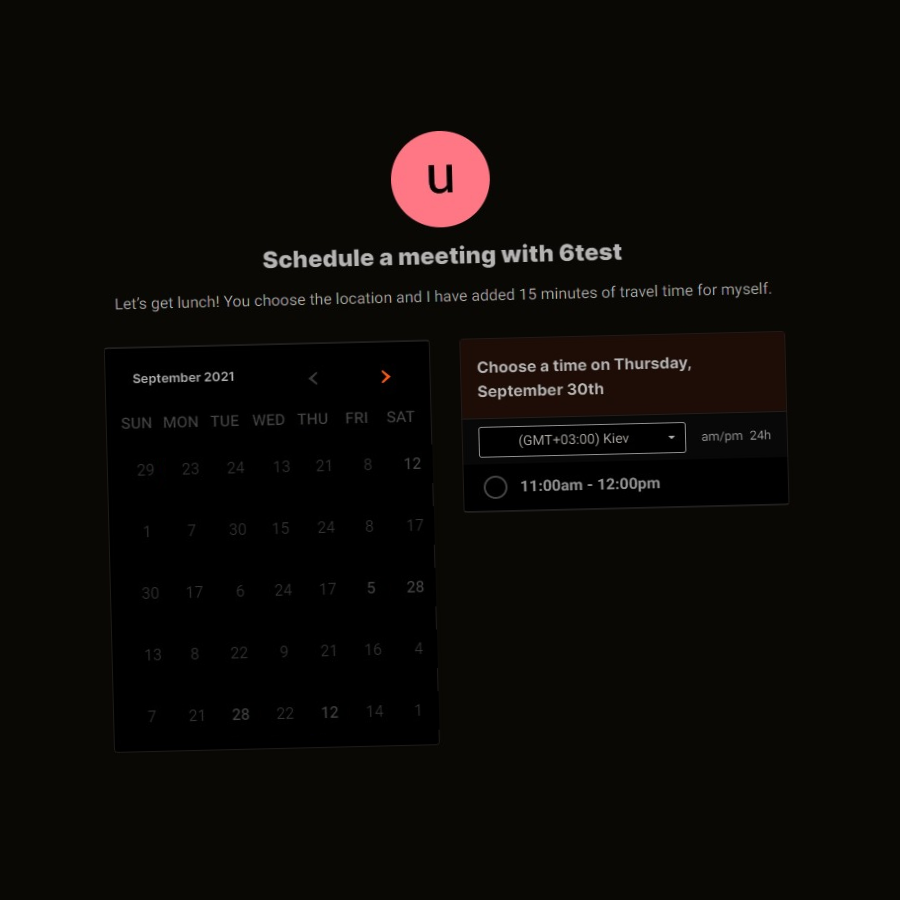 u
Schedule a meeting with 6test
Let's get lunch! You choose the location and I have added 15 minutes of travel time for myself.
September 2021
SUN MON TUE WED THU FRI SAT
29 23 24 13 21 8 12
1 7 30 15 24 8 17
30 17 6 24 17 5 28
13 8 22 9 21 16 4
7 21 28 22 12 14 1
Choose a time on Thursday,
September 30th
(GMT+03:00) Kiev am/pm 24h
11:00am - 12:00pm